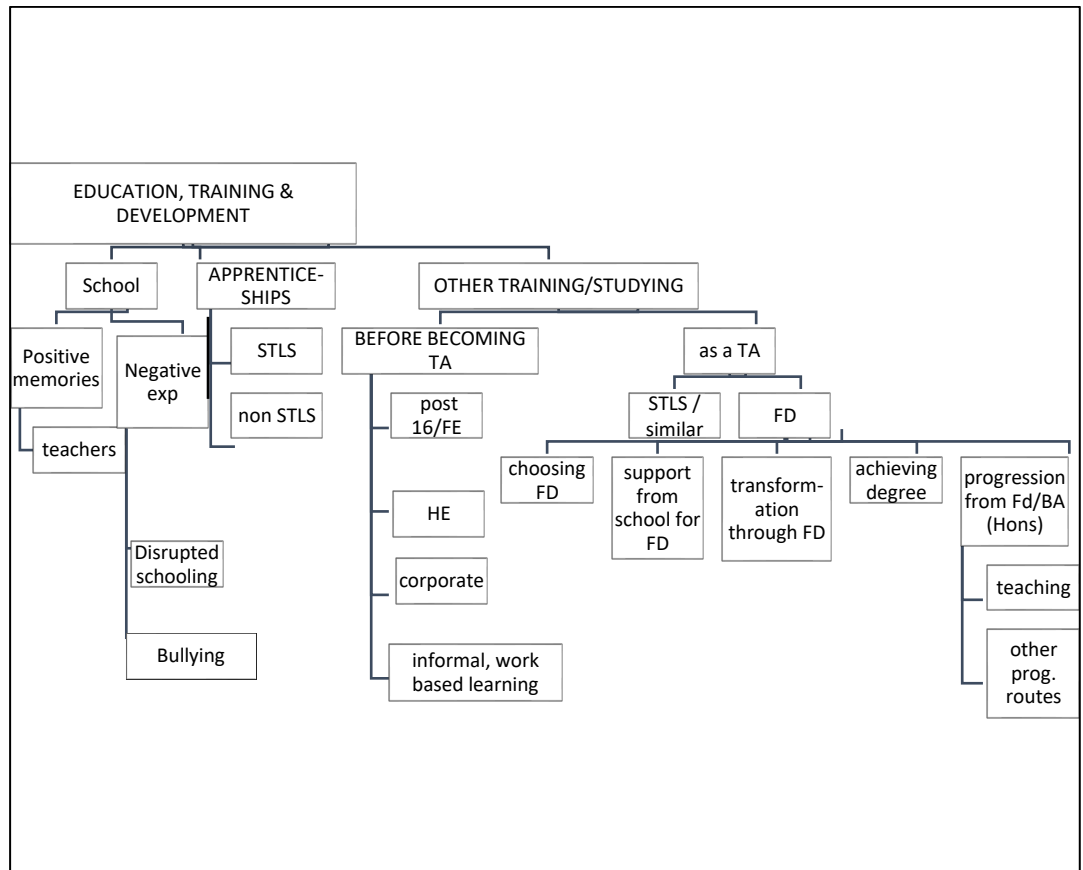 EDUCATION, TRAINING &
DEVELOPMENT
School
APPRENTICE-
SHIPS
OTHER TRAINING/STUDYING
Positive
memories
Negative
exp
STLS
non STLS
BEFORE BECOMING
TA
as a TA
teachers
Disrupted
schooling
Bullying
post
16/FE
HE
corporate
informal, work
based learning
STLS /
similar
FD
choosing
FD
support
from
school for
FD
transform-
ation
through FD
achieving
degree
progression
from Fd/BA
(Hons)
teaching
other
prog.
routes